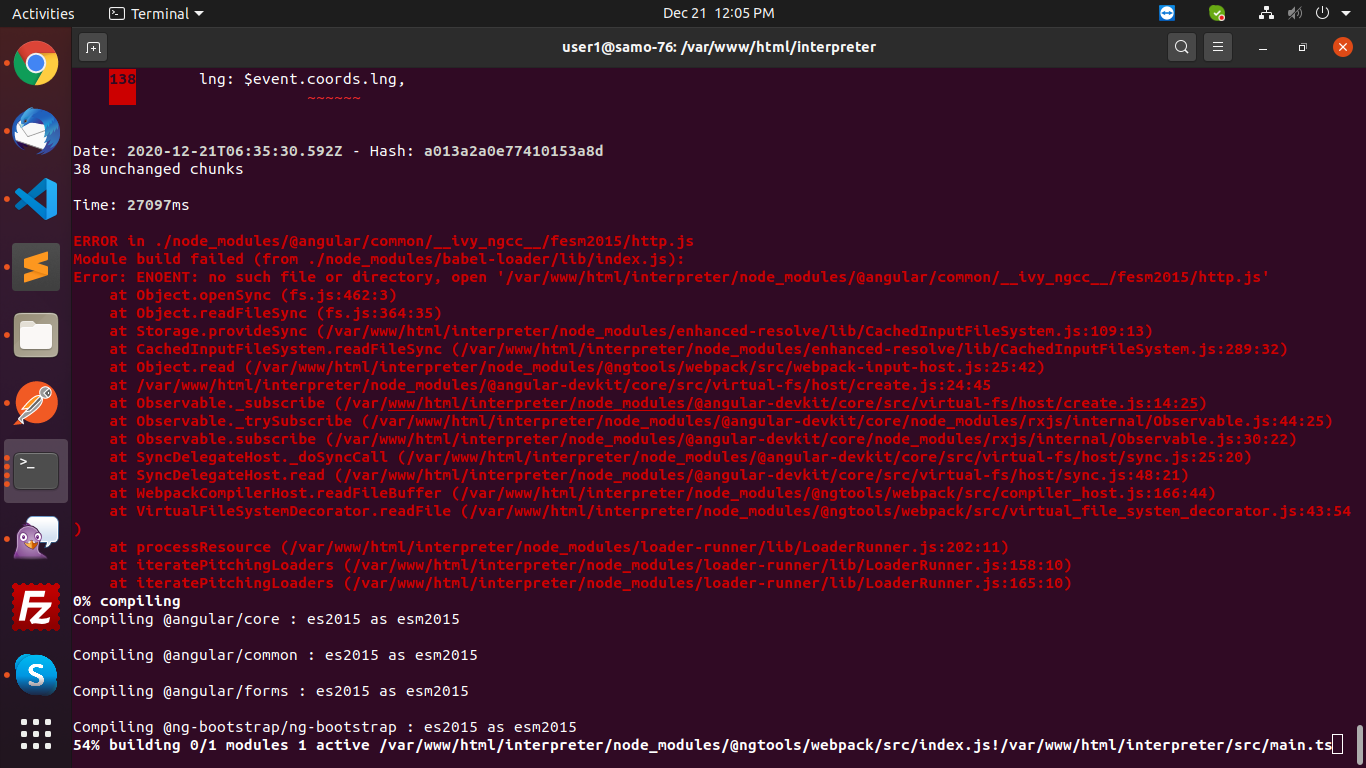 Activities Terminal Dec 21 12:05 PM
user1@samo-76: /var/www/html/interpreter
138 lng: $event.coords.lng,
~~~~~~
Date: 2020-12-21T06:35:30.592Z - Hash: a013a2a0e77410153a8d
38 unchanged chunks
Time: 27097ms
ERROR in ./node_modules/@angular/common/__ivy_ngcc__/fesm2015/http.js
Module build failed (from ./node_modules/babel-loader/lib/index.js):
Error: ENOENT: no such file or directory, open '/var/www/html/interpreter/node_modules/@angular/common/__ivy_ngcc__/fesm2015/http.js'
at Object.openSync (fs.js:462:3)
at Object.readFileSync (fs.js:364:35)
at Storage.provideSync (/var/www/html/interpreter/node_modules/enhanced-resolve/lib/CachedInputFileSystem.js:109:13)
at CachedInputFileSystem.readFileSync (/var/www/html/interpreter/node_modules/enhanced-resolve/lib/CachedInputFileSystem.js:289:32)
at Object.read (/var/www/html/interpreter/node_modules/@ngtools/webpack/src/webpack-input-host.js:25:42)
at /var/www/html/interpreter/node_modules/@angular-devkit/core/src/virtual-fs/host/create.js:24:45
at Observable._subscribe (/var/www/html/interpreter/node_modules/@angular-devkit/core/src/virtual-fs/host/create.js:14:25)
at Observable._trySubscribe (/var/www/html/interpreter/node_modules/@angular-devkit/core/node_modules/rxjs/internal/Observable.js:44:25)
at Observable.subscribe (/var/www/html/interpreter/node_modules/@angular-devkit/core/node_modules/rxjs/internal/Observable.js:30:22)
at SyncDelegateHost._doSyncCall (/var/www/html/interpreter/node_modules/@angular-devkit/core/src/virtual-fs/host/sync.js:25:20)
at SyncDelegateHost.read (/var/www/html/interpreter/node_modules/@angular-devkit/core/src/virtual-fs/host/sync.js:48:21)
at WebpackCompilerHost.readFileBuffer (/var/www/html/interpreter/node_modules/@ngtools/webpack/src/compiler_host.js:166:44)
at VirtualFileSystemDecorator.readFile (/var/www/html/interpreter/node_modules/@ngtools/webpack/src/virtual_file_system_decorator.js:43:54
)
at processResource (/var/www/html/interpreter/node_modules/loader-runner/lib/LoaderRunner.js:202:11)
at iteratePitchingLoaders (/var/www/html/interpreter/node_modules/loader-runner/lib/LoaderRunner.js:158:10)
at iteratePitchingLoaders (/var/www/html/interpreter/node_modules/loader-runner/lib/LoaderRunner.js:165:10)
0% compiling
Compiling @angular/core : es2015 as esm2015
Compiling @angular/common : es2015 as esm2015
Compiling @angular/forms : es2015 as esm2015
Compiling @ng-bootstrap/ng-bootstrap : es2015 as esm2015
54% building 0/1 modules 1 active /var/www/html/interpreter/node_modules/@ngtools/webpack/src/index.js!/var/www/html/interpreter/src/main.ts